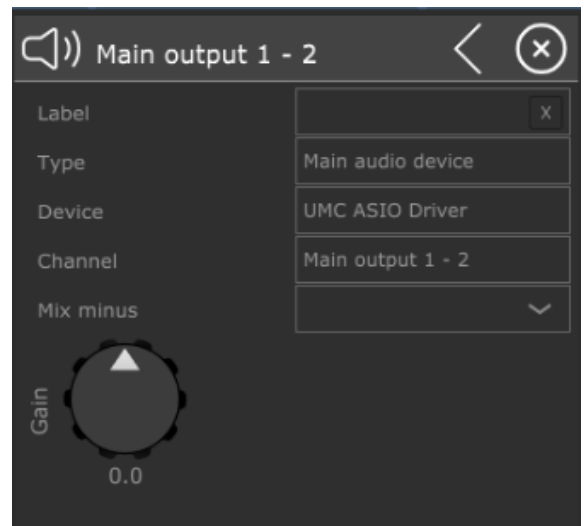 Main output 1 - 2
Label
X
Type
Main audio device
Device
UMC ASIO Driver
Channel
Main output 1 - 2
Mix minus
Gain
0.0